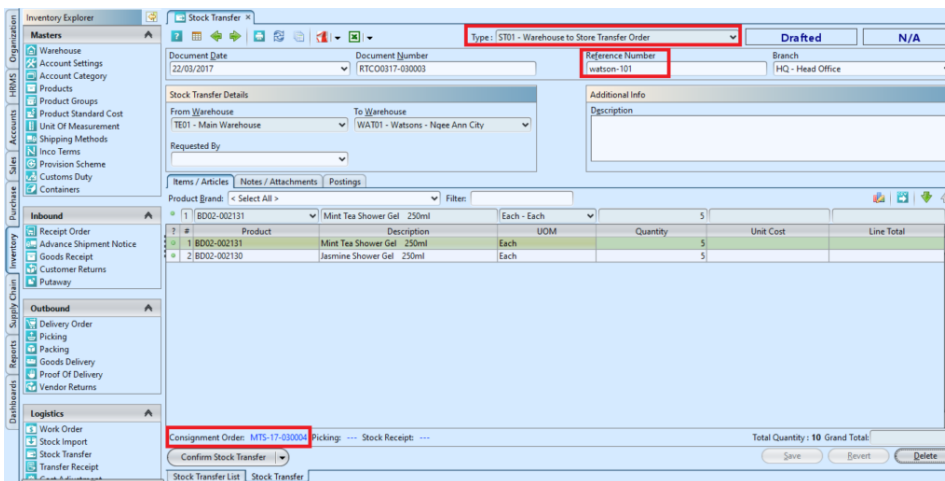 Inventory Explorer
Stock Transfer ×
Organization
HRMS
Accounts
Sales
Purchase
Inventory
Supply Chain
Reports
Dashboards
Masters
Warehouse
Account Settings
Account Category
Products
Product Groups
Product Standard Cost
Unit Of Measurement
Shipping Methods
Inco Terms
Provision Scheme
Customs Duty
Containers
Inbound
Receipt Order
Advance Shipment Notice
Goods Receipt
Customer Returns
Putaway
Outbound
Delivery Order
Picking
Packing
Goods Delivery
Proof Of Delivery
Vendor Returns
Logistics
Work Order
Stock Import
Stock Transfer
Transfer Receipt
Cost Adjustment
Type : ST01 - Warehouse to Store Transfer Order
Drafted
N/A
Document Date
Document Number
Reference Number
Branch
22/03/2017
RTCO0317-030003
watson-101
HQ - Head Office
Stock Transfer Details
Additional Info
From Warehouse
To Warehouse
Description
TE01 - Main Warehouse
WAT01 - Watsons - Nqee Ann City
Requested By
Items / Articles
Notes / Attachments
Postings
Product Brand: < Select All >
Filter:
1 BD02-002131 Mint Tea Shower Gel 250ml Each - Each 5
? # Product Description UOM Quantity Unit Cost Line Total
1 BD02-002131 Mint Tea Shower Gel 250ml Each 5
2 BD02-002130 Jasmine Shower Gel 250ml Each 5
Consignment Order: MTS-17-030004 Picking: --- Stock Receipt: ---
Total Quantity : 10 Grand Total:
Confirm Stock Transfer
Save
Revert
Delete
Stock Transfer List
Stock Transfer